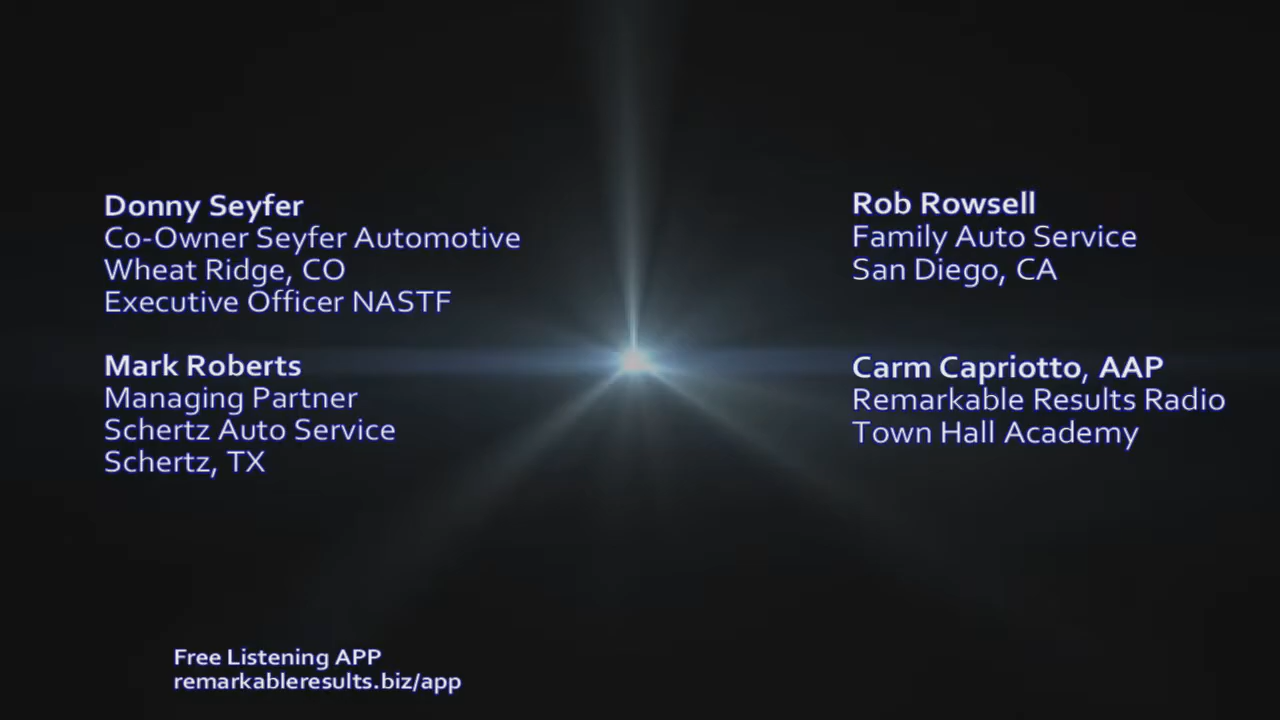 Donny Seyfer
Co-Owner Seyfer Automotive
Wheat Ridge, CO
Executive Officer NASTF
Mark Roberts
Managing Partner
Schertz Auto Service
Schertz, TX
Rob Rowsell
Family Auto Service
San Diego, CA
Carm Capriotto, AAP
Remarkable Results Radio
Town Hall Academy
Free Listening APP
remarkableresults.biz/app